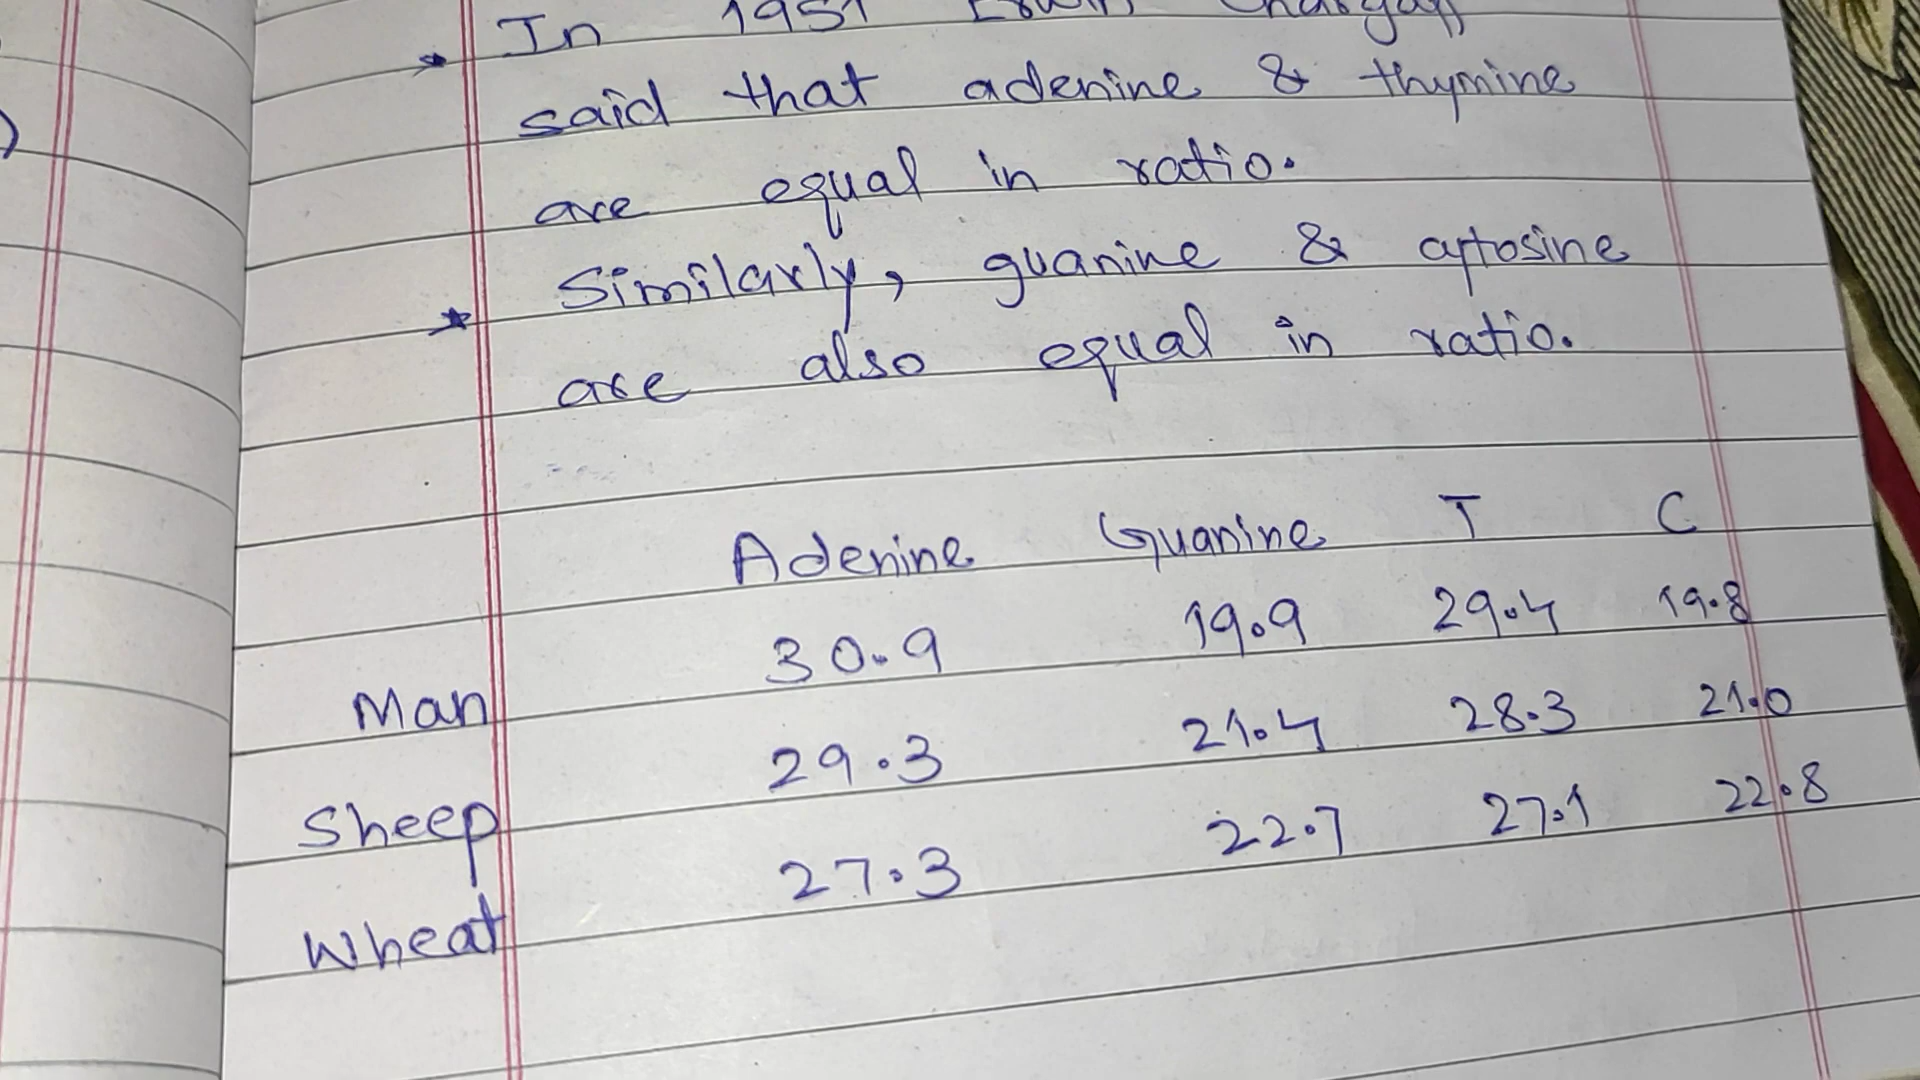 In 1951 Erwin Chargaff
said that adenine & thymine
are equal in ratio.
Similarly, guanine & cytosine
are also equal in ratio.
Adenine Guanine T C
Man 30.9 19.9 29.4 19.8
Sheep 29.3 21.4 28.3 21.0
Wheat 27.3 22.7 27.1 22.8